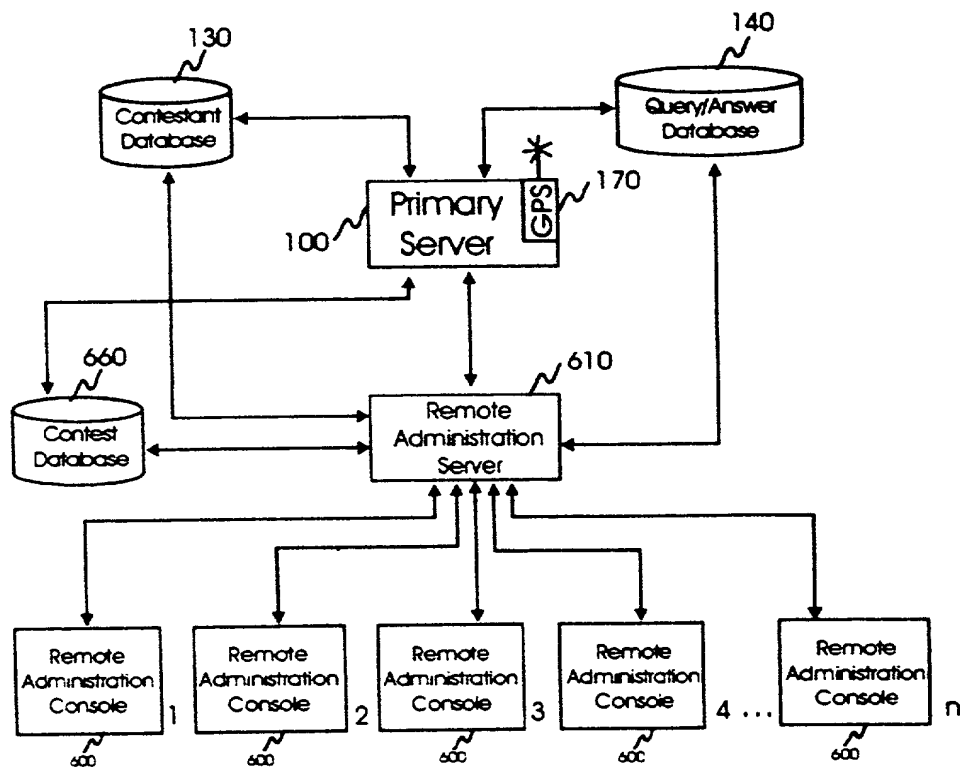 130
140
Contestant
Database
Query/Answer
Database
Primary
Server
GPS
170
100
660
610
Contest
Database
Remote
Administration
Server
Remote
Administration
Console
1
Remote
Administration
Console
2
Remote
Administration
Console
3
Remote
Administration
Console
4 ...
Remote
Administration
Console
n
600
600
600
600
600